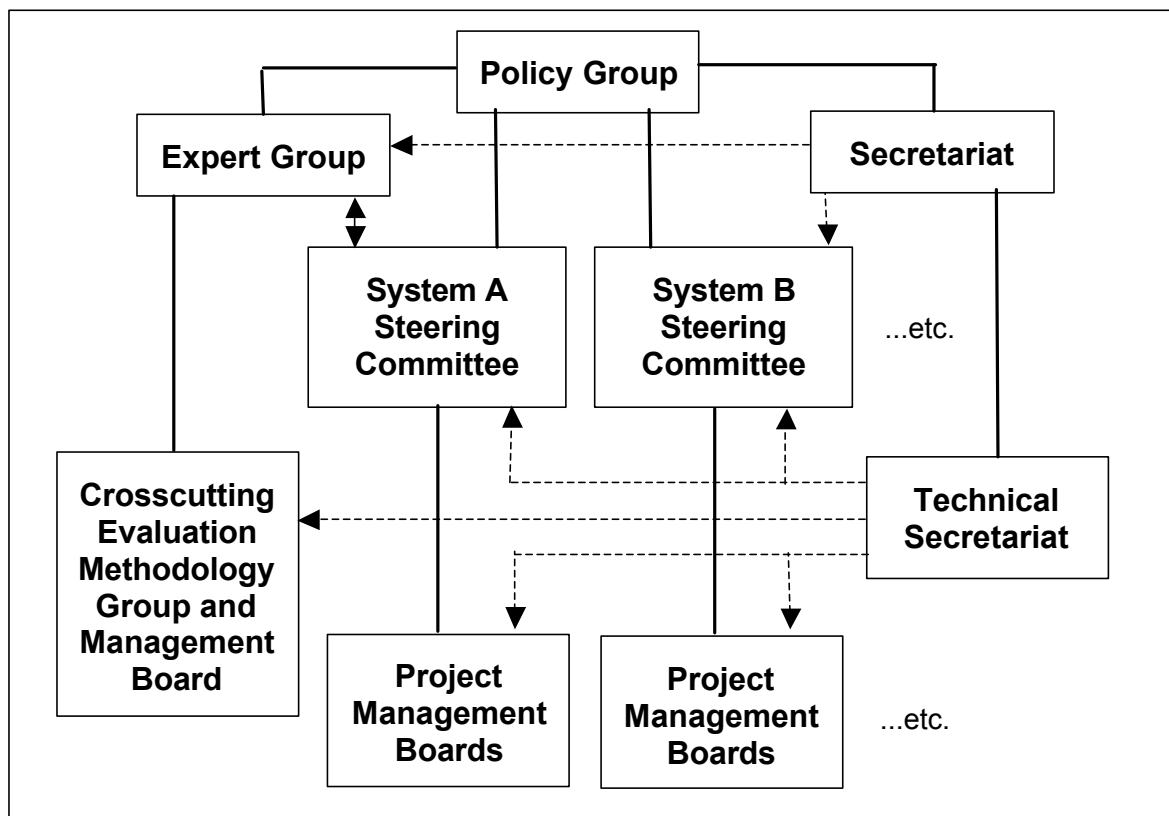 Policy Group
Expert Group
Secretariat
System A
Steering
Committee
System B
Steering
Committee
...etc.
Crosscutting
Evaluation
Methodology
Group and
Management
Board
Technical
Secretariat
Project
Management
Boards
Project
Management
Boards
...etc.